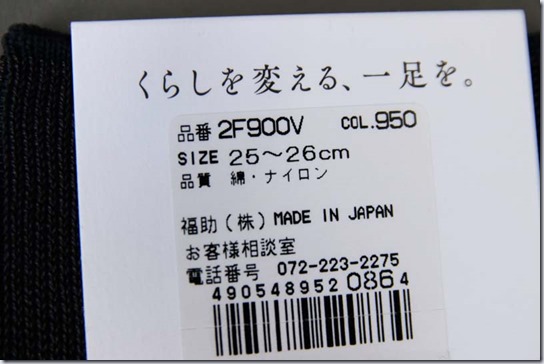 くらしを変える、一足を。
品番 2F900V COL.950
SIZE 25～26cm
品質 綿・ナイロン
福助(株) MADE IN JAPAN
お客様相談室
電話番号 072-223-2275
4905489520864